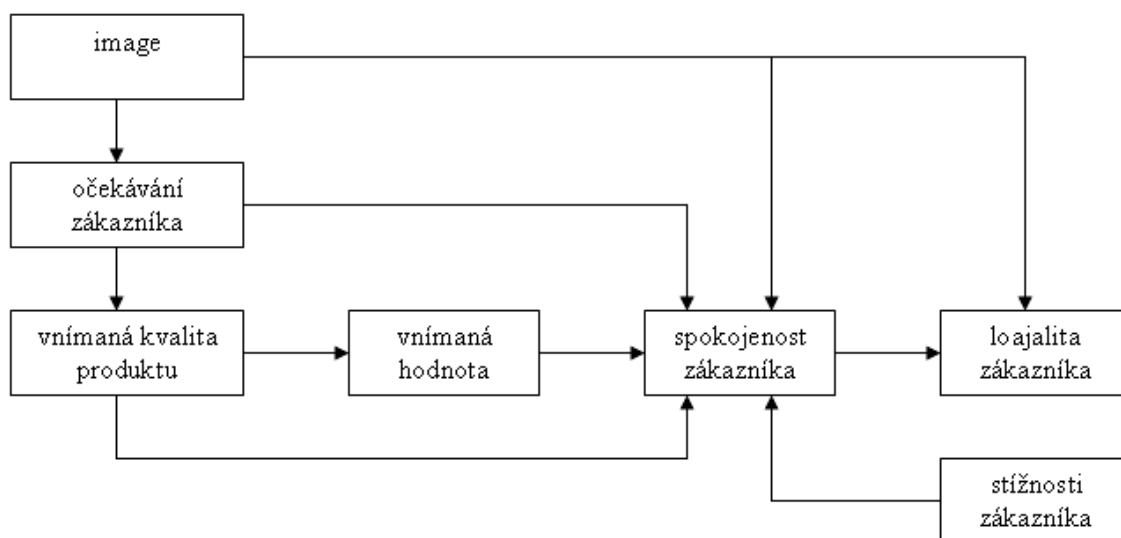 image
očekávání
zákazníka
vnímaná kvalita
produktu
vnímaná
hodnota
spokojenost
zákazníka
loajalita
zákazníka
stížnosti
zákazníka